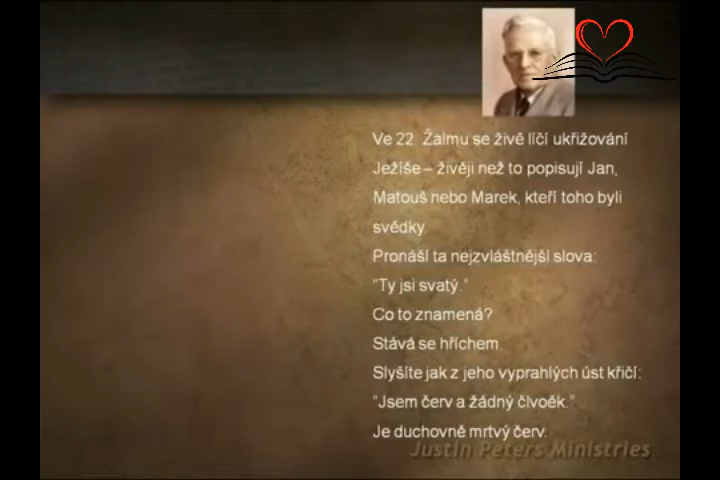 Ve 22. Žalmu se živě líčí ukřižování
Ježíše – živěji než to popisují Jan,
Matouš nebo Marek, kteří toho byli
svědky.
Pronáší ta nejzvláštnější slova:
"Ty jsi svatý."
Co to znamená?
Stává se hříchem.
Slyšíte jak z jeho vyprahlých úst křičí:
"Jsem červ a žádný člvoěk.".
Je duchovně mrtvý červ.
Justin Peters Ministries